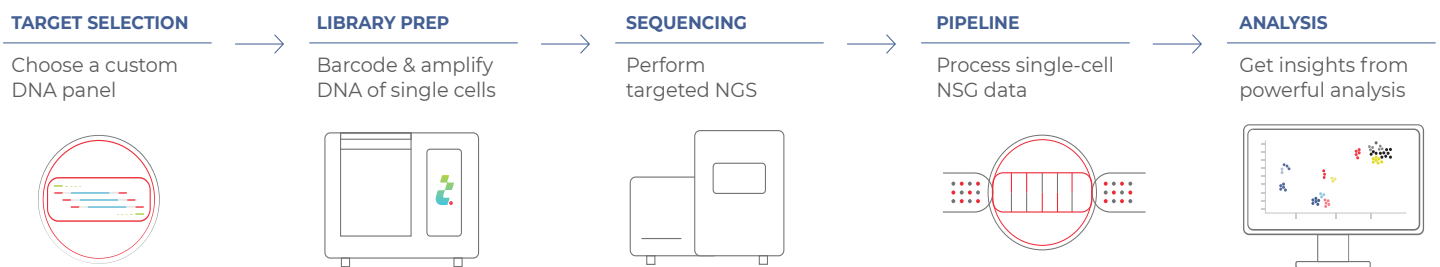 TARGET SELECTION
Choose a custom
DNA panel
LIBRARY PREP
Barcode & amplify
DNA of single cells
SEQUENCING
Perform
targeted NGS
PIPELINE
Process single-cell
NSG data
ANALYSIS
Get insights from
powerful analysis